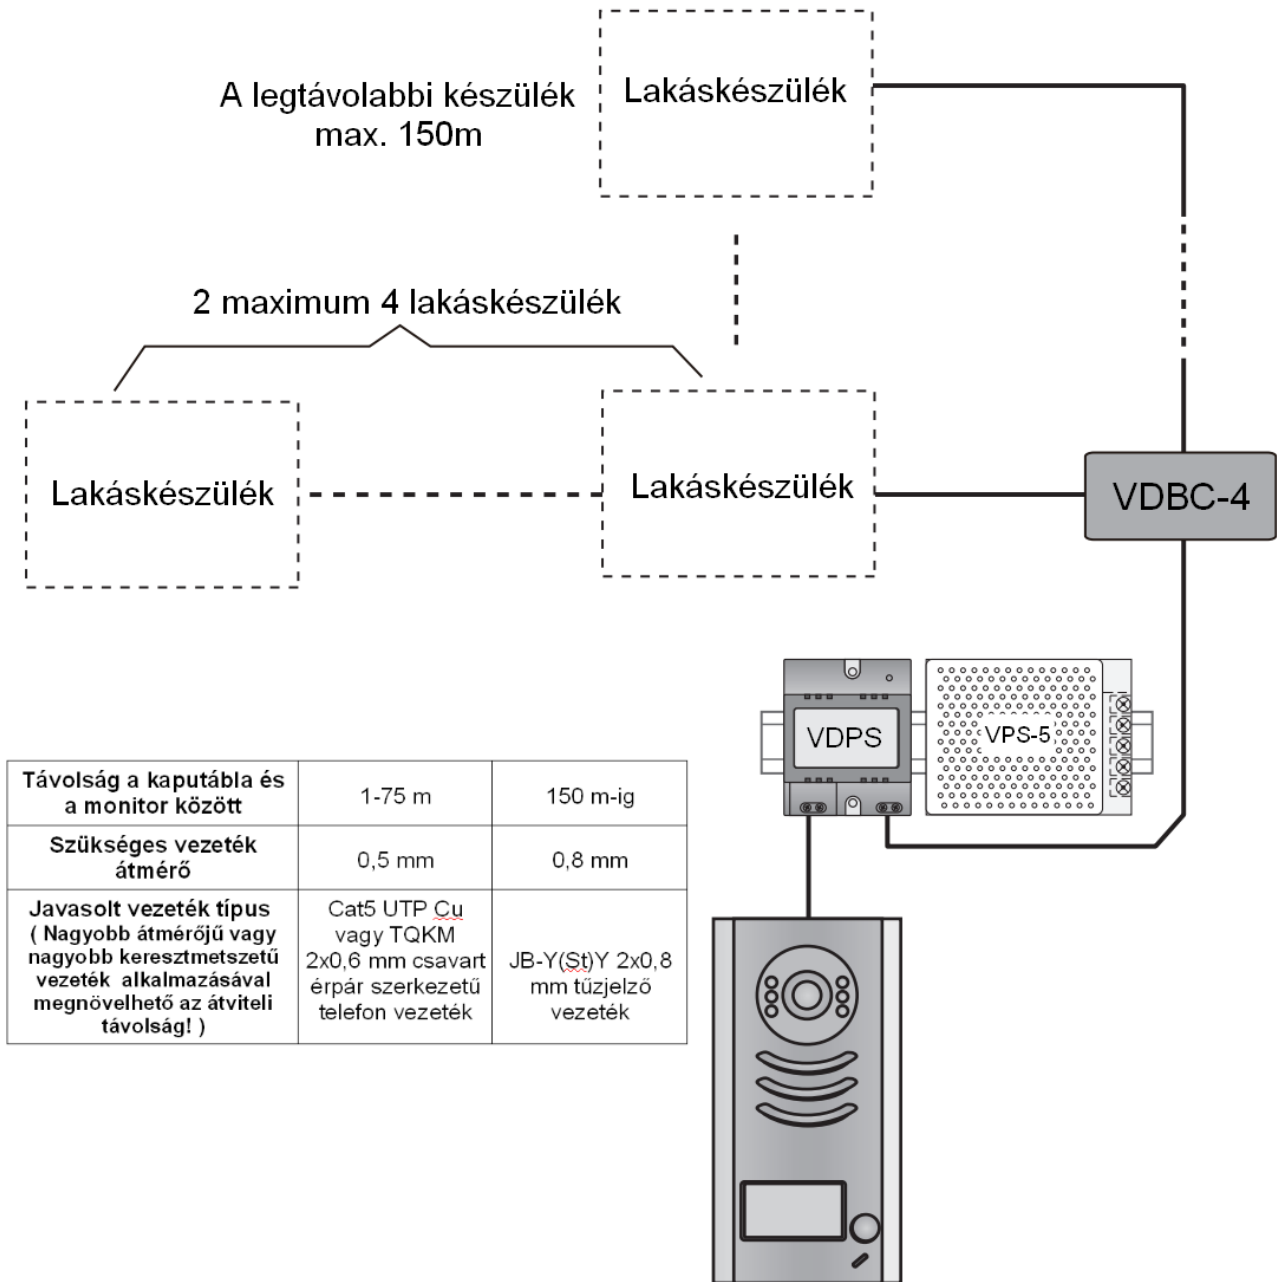 A legtávolabbi készülék
max. 150m
Lakáskészülék
2 maximum 4 lakáskészülék
Lakáskészülék
Lakáskészülék
VDBC-4
VDPS
VPS-5
Távolság a kaputábla és
a monitor között
1-75 m
150 m-ig
Szükséges vezeték
átmérő
0,5 mm
0,8 mm
Javasolt vezeték típus
( Nagyobb átmérőjű vagy
nagyobb keresztmetszetű
vezeték alkalmazásával
megnövelhető az átviteli
távolság! )
Cat5 UTP Cu
vagy TQKM
2x0,6 mm csavart
érpár szerkezetű
telefon vezeték
JB-Y(St)Y 2x0,8
mm tűzjelző
vezeték